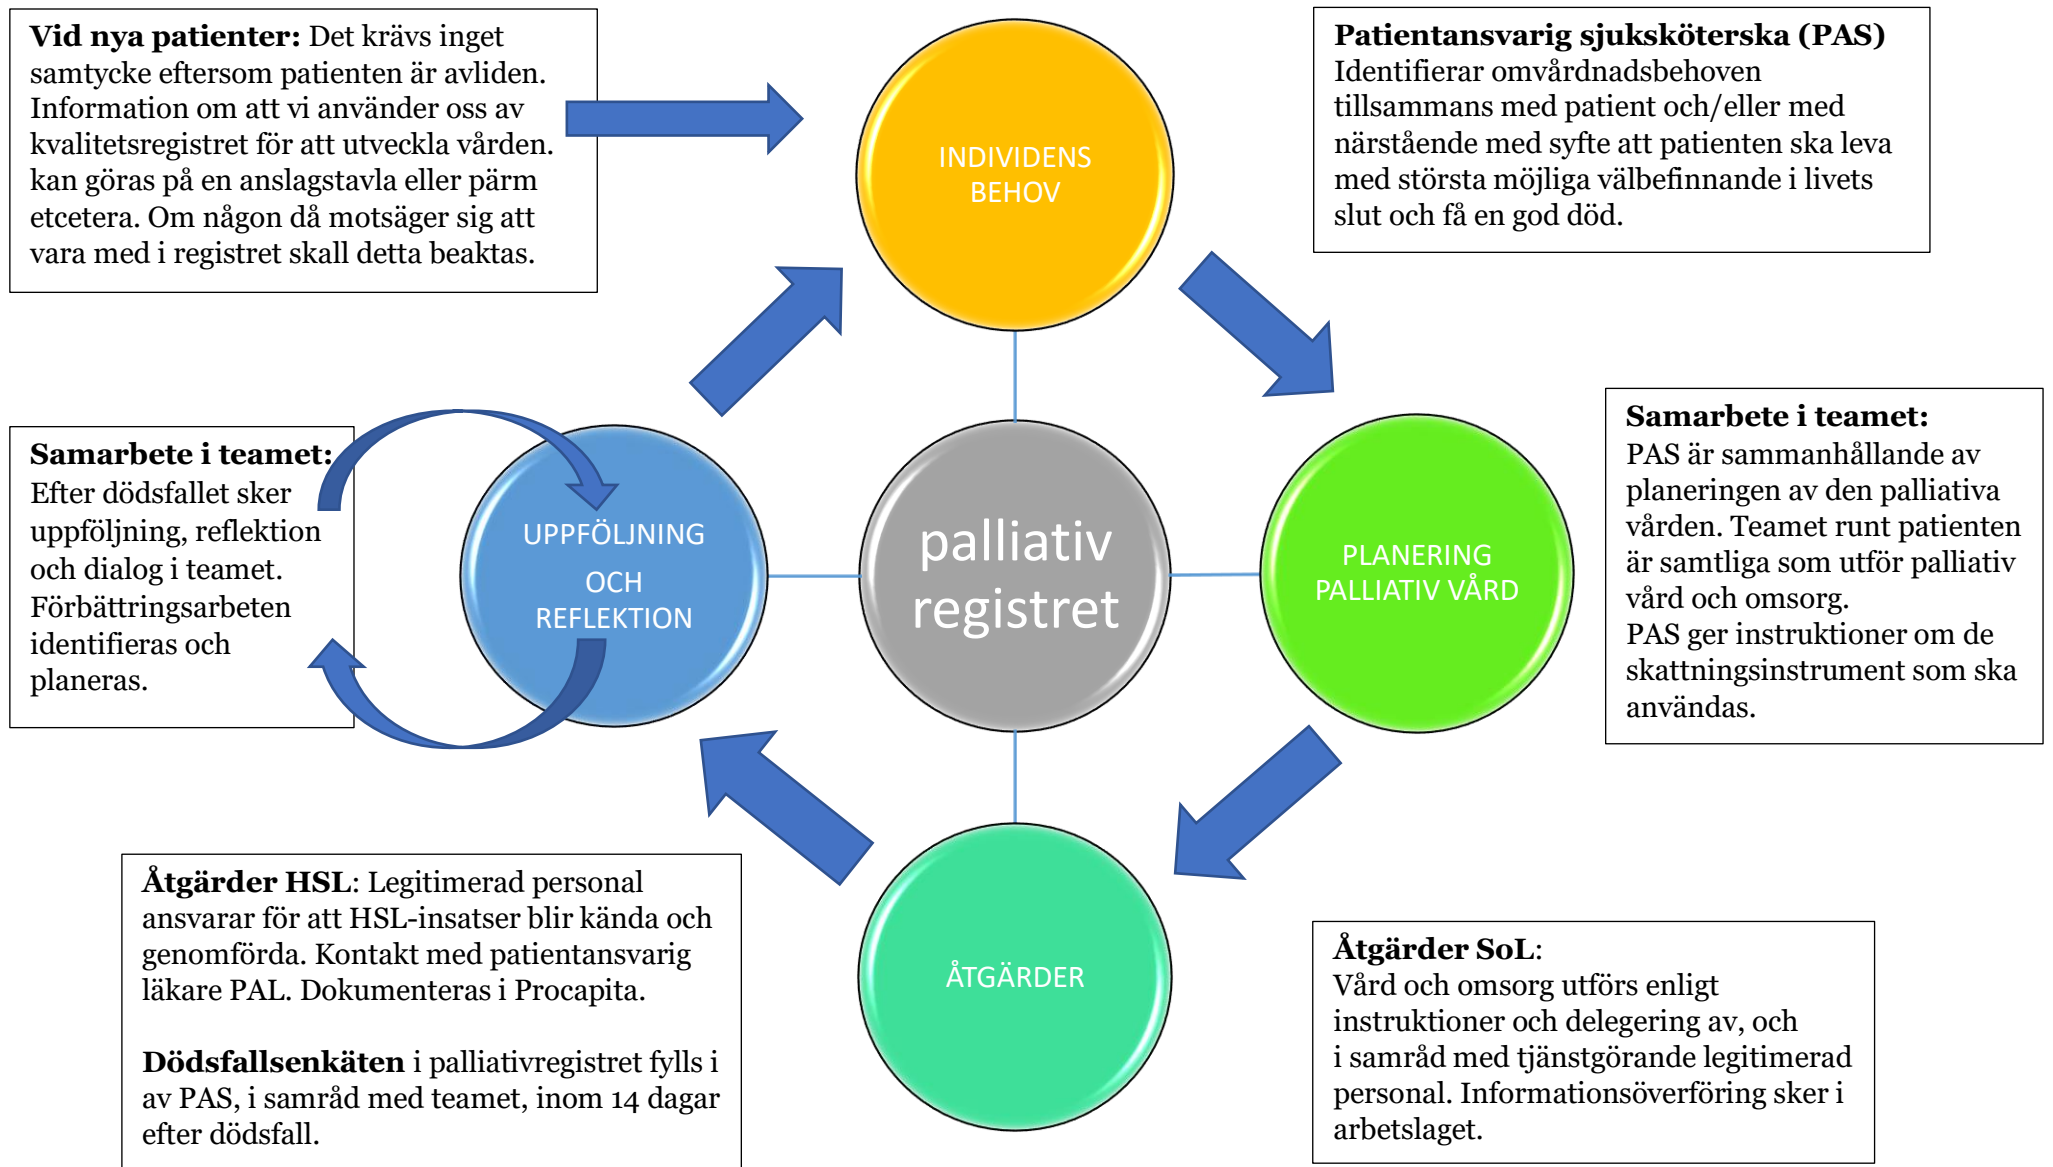 Vid nya patienter: Det krävs inget
samtycke eftersom patienten är avliden.
Information om att vi använder oss av
kvalitetsregistret för att utveckla vården.
kan göras på en anslagstavla eller pärm
etcetera. Om någon då motsäger sig att
vara med i registret skall detta beaktas.
INDIVIDENS
BEHOV
Patientansvarig sjuksköterska (PAS)
Identifierar omvårdnadsbehoven
tillsammans med patient och/eller med
närstående med syfte att patienten ska leva
med största möjliga välbefinnande i livets
slut och få en god död.
Samarbete i teamet:
Efter dödsfallet sker
uppföljning, reflektion
och dialog i teamet.
Förbättringsarbeten
identifieras och
planeras.
UPPFÖLJNING
OCH
REFLEKTION
palliativ
registret
PLANERING
PALLIATIV VÅRD
Samarbete i teamet:
PAS är sammanhållande av
planeringen av den palliativa
vården. Teamet runt patienten
är samtliga som utför palliativ
vård och omsorg.
PAS ger instruktioner om de
skattningsinstrument som ska
användas.
Åtgärder HSL: Legitimerad personal
ansvarar för att HSL-insatser blir kända och
genomförda. Kontakt med patientansvarig
läkare PAL. Dokumenteras i Procapita.
Dödsfallsenkäten i palliativregistret fylls i
av PAS, i samråd med teamet, inom 14 dagar
efter dödsfall.
ÅTGÄRDER
Åtgärder SoL:
Vård och omsorg utförs enligt
instruktioner och delegering av, och
i samråd med tjänstgörande legitimerad
personal. Informationsöverföring sker i
arbetslaget.